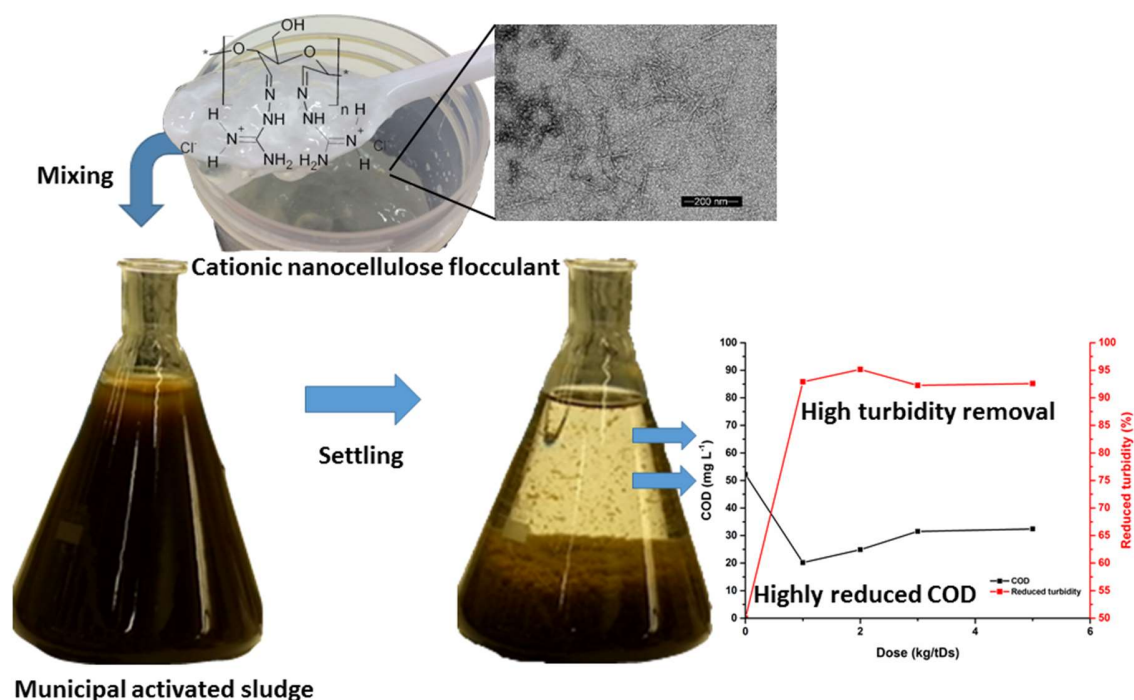 OH
O
O
*
*
n
N
N
NH
NH
H
H
N
+
N
+
Cl-
Cl-
H
H
NH2
H2N
Mixing
200 nm
Cationic nanocellulose flocculant
Settling
Municipal activated sludge
High turbidity removal
Highly reduced COD
COD
Reduced turbidity
COD (mg L-1)
100
90
80
70
60
50
40
30
20
10
0
Reduced turbidity (%)
100
95
90
85
80
75
70
65
60
55
50
0
2
4
6
Dose (kg/tDs)